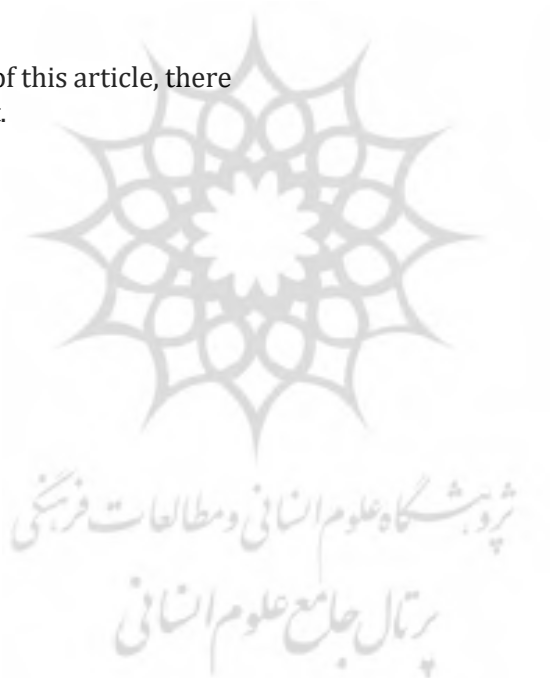 of this article, there
.
پژوهشگاه علوم انسانی و مطالعات فرهنگی
پرتال جامع علوم انسانی